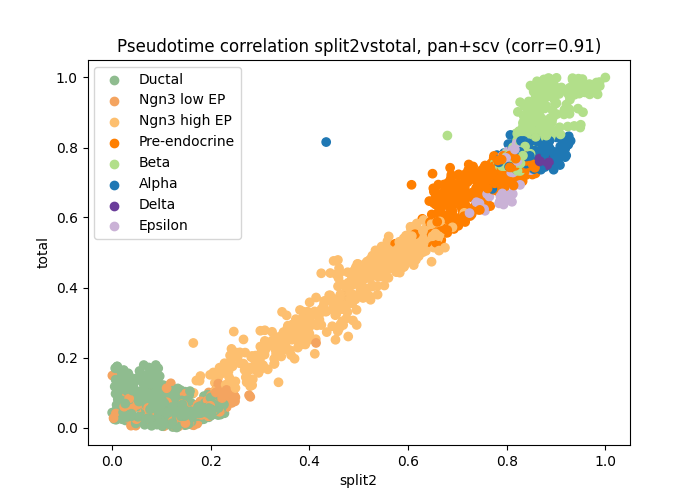 Pseudotime correlation split2vstotal, pan+scv (corr=0.91)
1.0
0.8
0.6
0.4
0.2
0.0
total
Ductal
Ngn3 low EP
Ngn3 high EP
Pre-endocrine
Beta
Alpha
Delta
Epsilon
0.0 0.2 0.4 0.6 0.8 1.0
split2